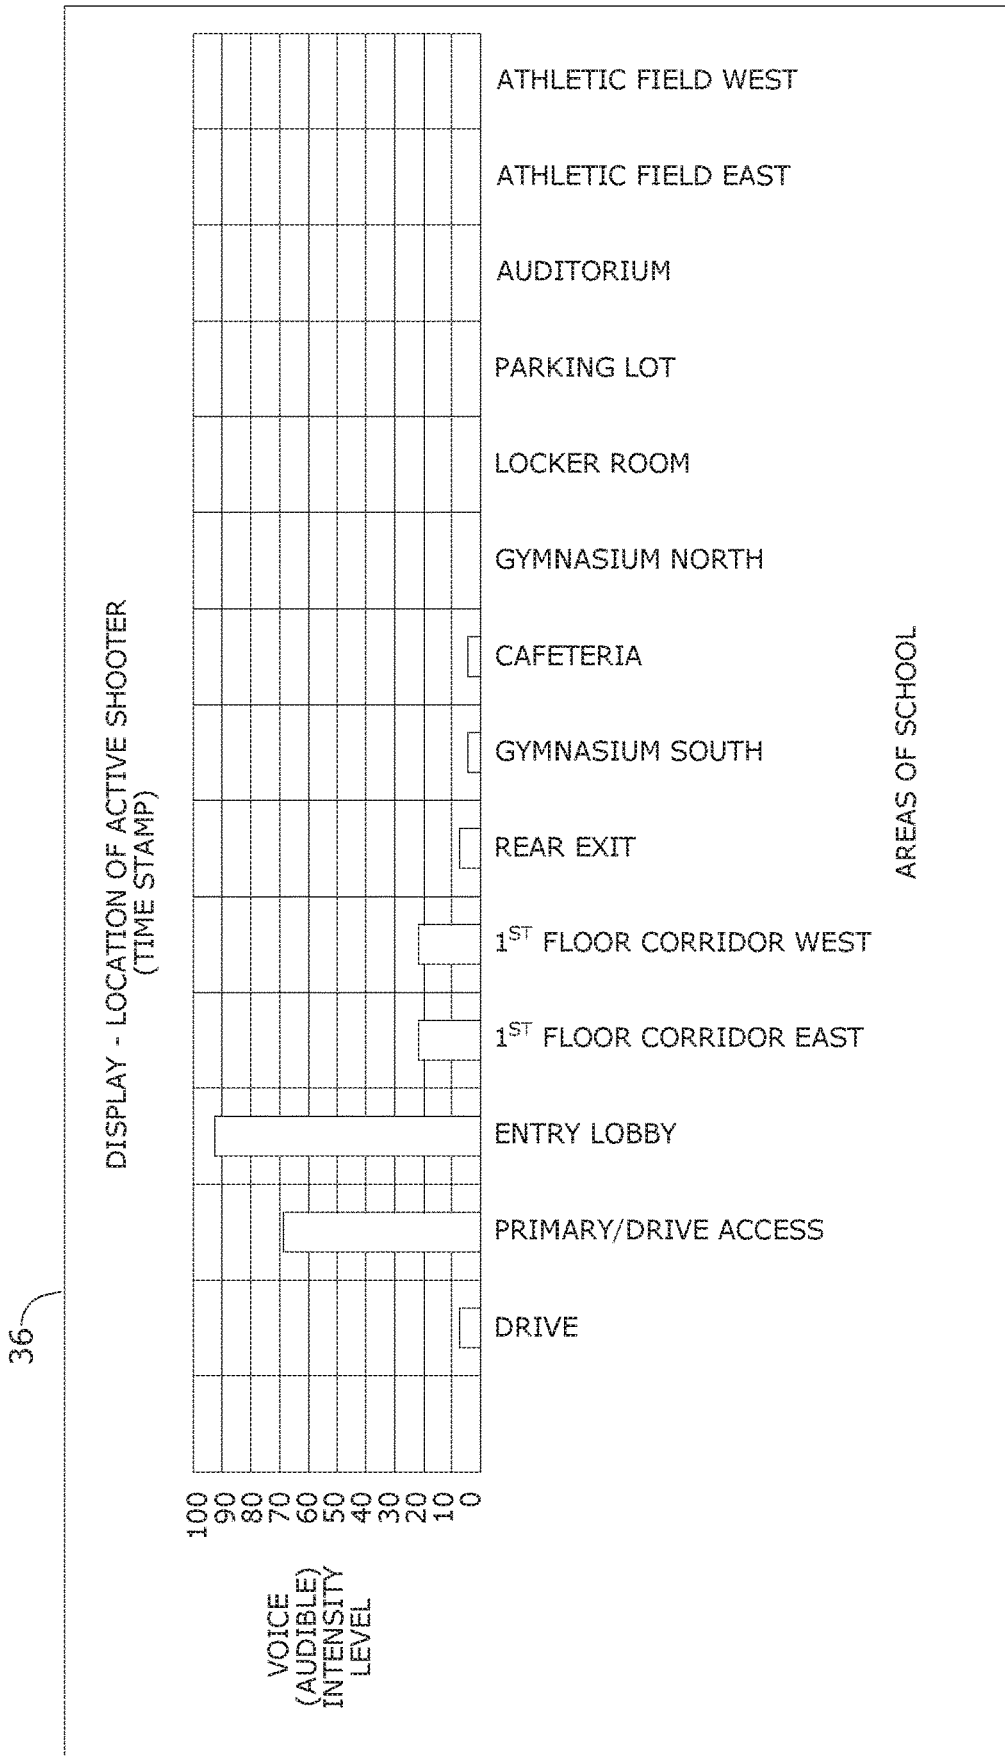 36
DISPLAY - LOCATION OF ACTIVE SHOOTER
(TIME STAMP)
VOICE
(AUDIBLE)
INTENSITY
LEVEL
100
90
80
70
60
50
40
30
20
10
0
DRIVE
PRIMARY/DRIVE ACCESS
ENTRY LOBBY
1ST FLOOR CORRIDOR EAST
1ST FLOOR CORRIDOR WEST
REAR EXIT
GYMNASIUM SOUTH
CAFETERIA
GYMNASIUM NORTH
LOCKER ROOM
PARKING LOT
AUDITORIUM
ATHLETIC FIELD EAST
ATHLETIC FIELD WEST
AREAS OF SCHOOL